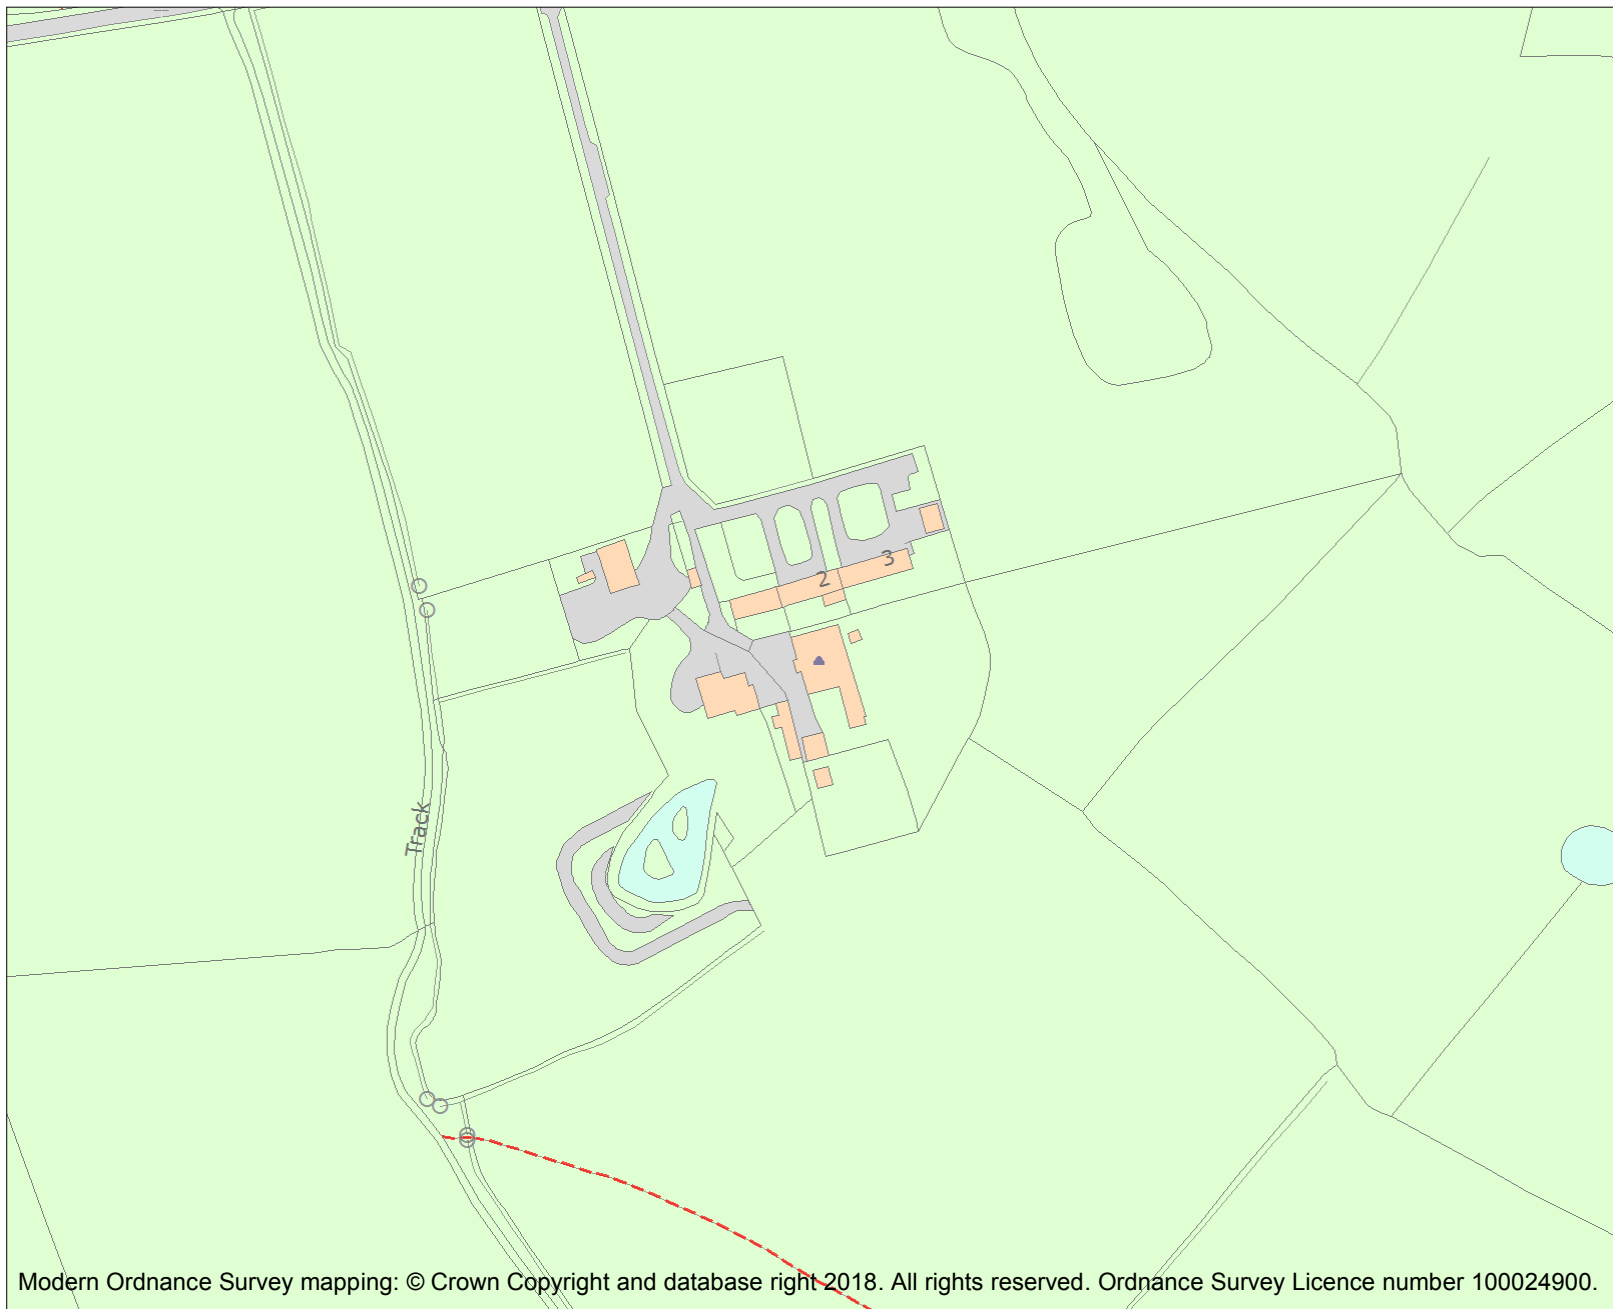 2
3
Track
Modern Ordnance Survey mapping: © Crown Copyright and database right 2018. All rights reserved. Ordnance Survey Licence number 100024900.